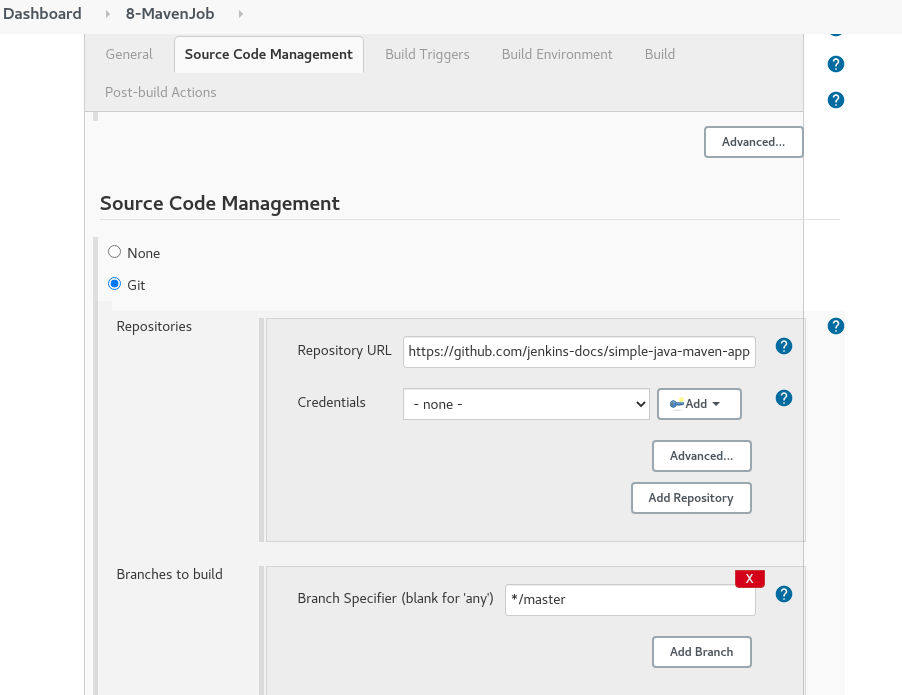 Dashboard 8-MavenJob
General Source Code Management Build Triggers Build Environment Build
Post-build Actions
?
?
Advanced...
Source Code Management
None
Git
Repositories ?
Repository URL https://github.com/jenkins-docs/simple-java-maven-app ?
Credentials - none - Add ?
Advanced...
Add Repository
Branches to build X
Branch Specifier (blank for 'any') */master ?
Add Branch